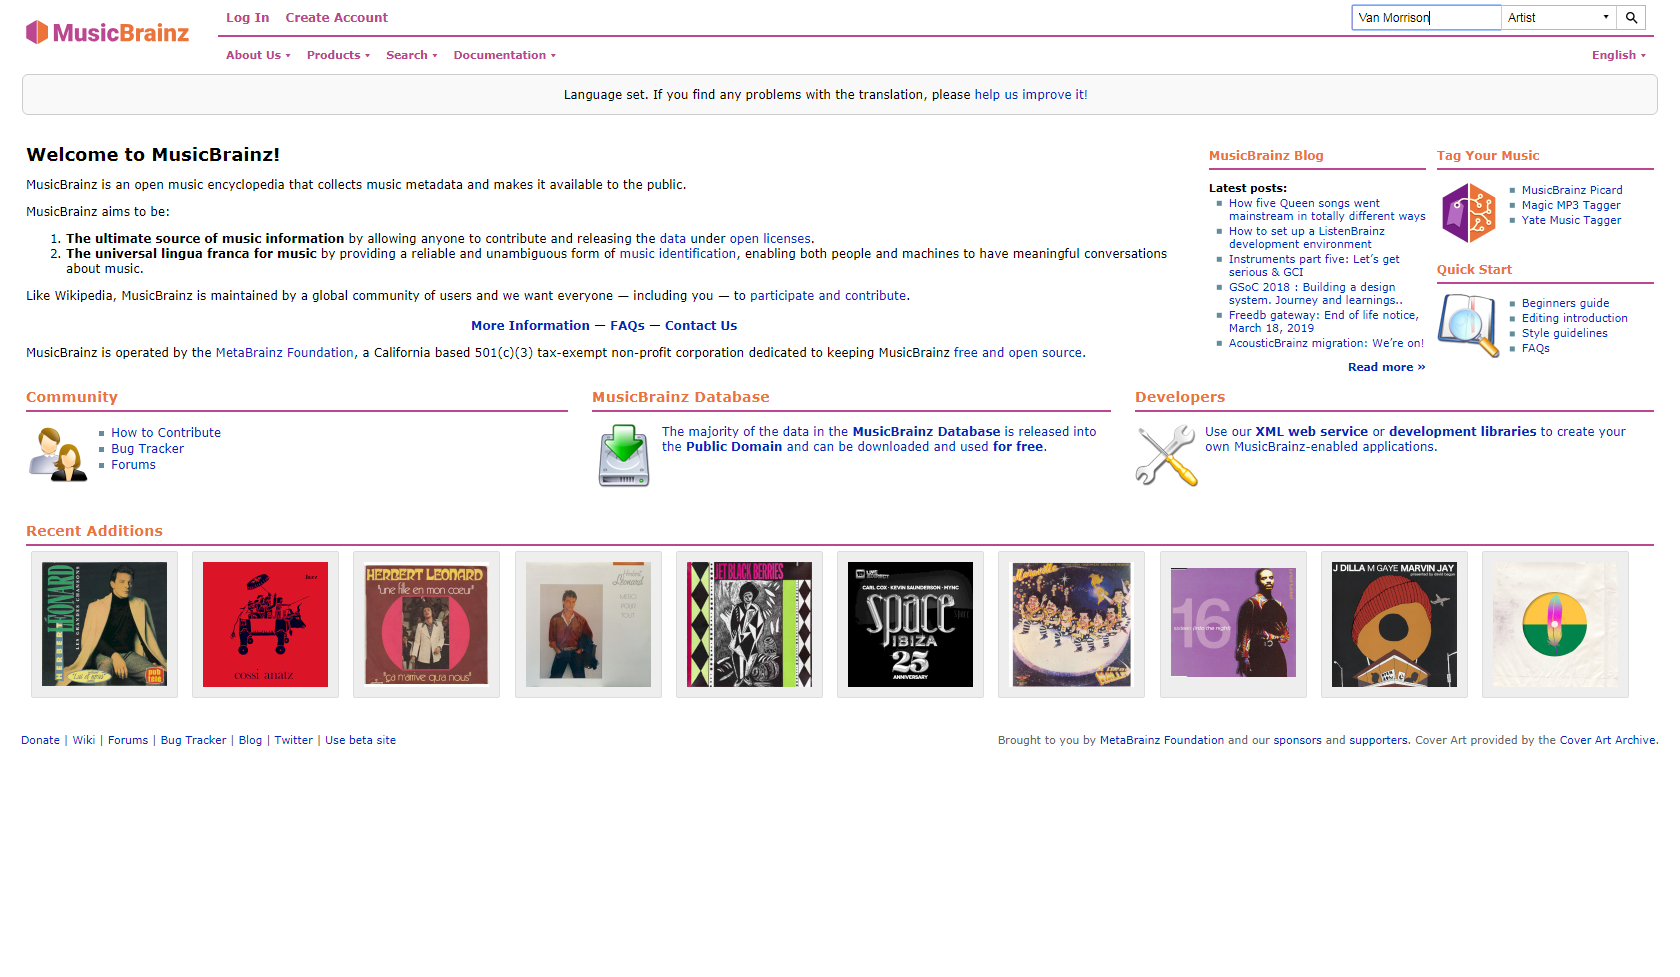 MusicBrainz
Log In Create Account
Van Morrison Artist
About Us Products Search Documentation English
Language set. If you find any problems with the translation, please help us improve it!
Welcome to MusicBrainz!
MusicBrainz is an open music encyclopedia that collects music metadata and makes it available to the public.
MusicBrainz aims to be:
1. The ultimate source of music information by allowing anyone to contribute and releasing the data under open licenses.
2. The universal lingua franca for music by providing a reliable and unambiguous form of music identification, enabling both people and machines to have meaningful conversations
about music.
Like Wikipedia, MusicBrainz is maintained by a global community of users and we want everyone — including you — to participate and contribute.
More Information — FAQs — Contact Us
MusicBrainz is operated by the MetaBrainz Foundation, a California based 501(c)(3) tax-exempt non-profit corporation dedicated to keeping MusicBrainz free and open source.
MusicBrainz Blog
Latest posts:
How five Queen songs went
mainstream in totally different ways
How to set up a ListenBrainz
development environment
Instruments part five: Let's get
serious & GCI
GSoC 2018 : Building a design
system. Journey and learnings..
Freedb gateway: End of life notice,
March 18, 2019
AcousticBrainz migration: We're on!
Read more »
Tag Your Music
MusicBrainz Picard
Magic MP3 Tagger
Yate Music Tagger
Quick Start
Beginners guide
Editing introduction
Style guidelines
FAQs
Community
How to Contribute
Bug Tracker
Forums
MusicBrainz Database
The majority of the data in the MusicBrainz Database is released into
the Public Domain and can be downloaded and used for free.
Developers
Use our XML web service or development libraries to create your
own MusicBrainz-enabled applications.
Recent Additions
HERBERT LÉONARD
LES GRANDES CHANSONS
cossi anatz
HERBERT LEONARD
"une fille en mon cœur"
"ça n'arrive qu'à nous"
Herbert Léonard
MERCI
POUR
TOUT
JET BLACK BERRIES
CARL COX · KEVIN SAUNDERSON · MYNC
space
IBIZA
25
ANNIVERSARY
16
J DILLA M GAYE MARVIN JAY
Donate | Wiki | Forums | Bug Tracker | Blog | Twitter | Use beta site
Brought to you by MetaBrainz Foundation and our sponsors and supporters. Cover Art provided by the Cover Art Archive.